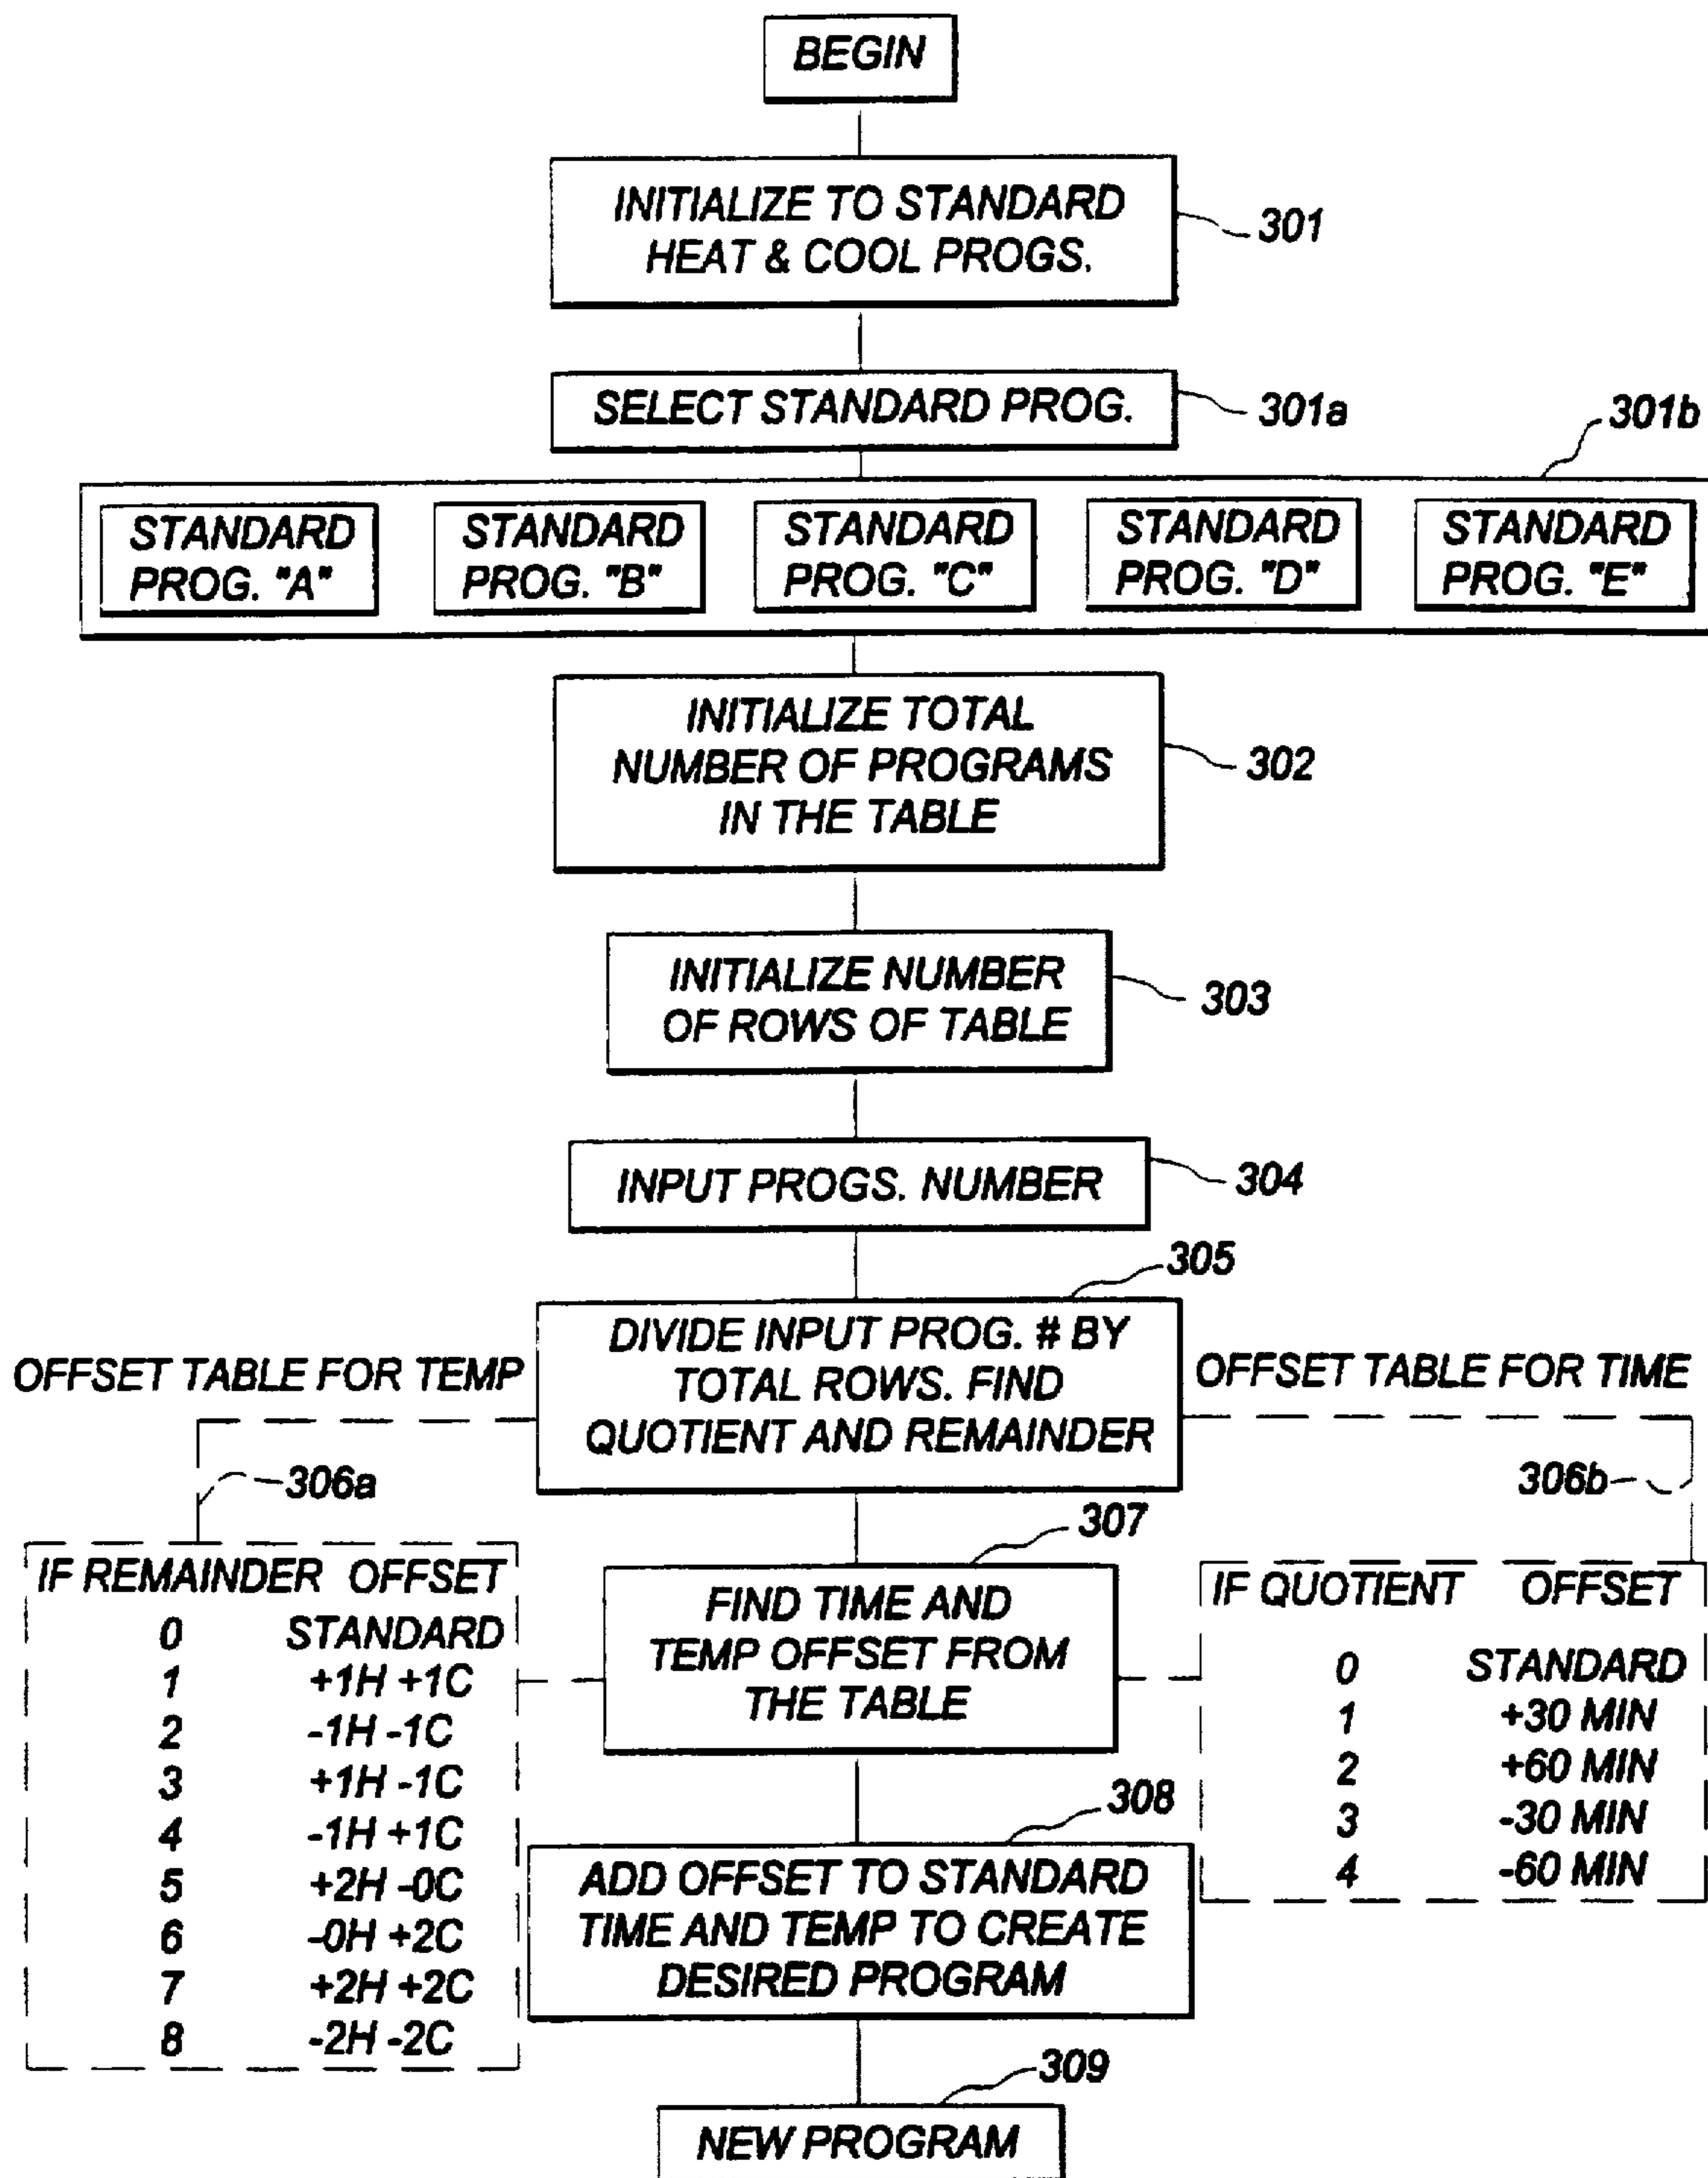 BEGIN
INITIALIZE TO STANDARD
HEAT & COOL PROGS.
301
SELECT STANDARD PROG.
301a
301b
STANDARD
PROG. "A"
STANDARD
PROG. "B"
STANDARD
PROG. "C"
STANDARD
PROG. "D"
STANDARD
PROG. "E"
INITIALIZE TOTAL
NUMBER OF PROGRAMS
IN THE TABLE
302
INITIALIZE NUMBER
OF ROWS OF TABLE
303
INPUT PROGS. NUMBER
304
305
DIVIDE INPUT PROG. # BY
TOTAL ROWS. FIND
QUOTIENT AND REMAINDER
OFFSET TABLE FOR TEMP
OFFSET TABLE FOR TIME
306a
306b
IF REMAINDER OFFSET
0 STANDARD
1 +1H +1C
2 -1H -1C
3 +1H -1C
4 -1H +1C
5 +2H -0C
6 -0H +2C
7 +2H +2C
8 -2H -2C
307
FIND TIME AND
TEMP OFFSET FROM
THE TABLE
IF QUOTIENT OFFSET
0 STANDARD
1 +30 MIN
2 +60 MIN
3 -30 MIN
4 -60 MIN
308
ADD OFFSET TO STANDARD
TIME AND TEMP TO CREATE
DESIRED PROGRAM
309
NEW PROGRAM